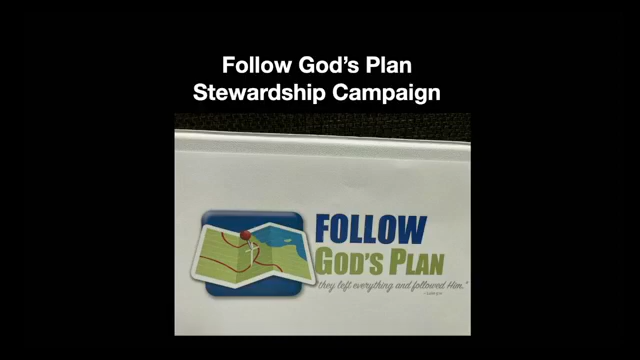 Follow God's Plan
Stewardship Campaign
FOLLOW
GOD'S PLAN
"they left everything and followed Him."